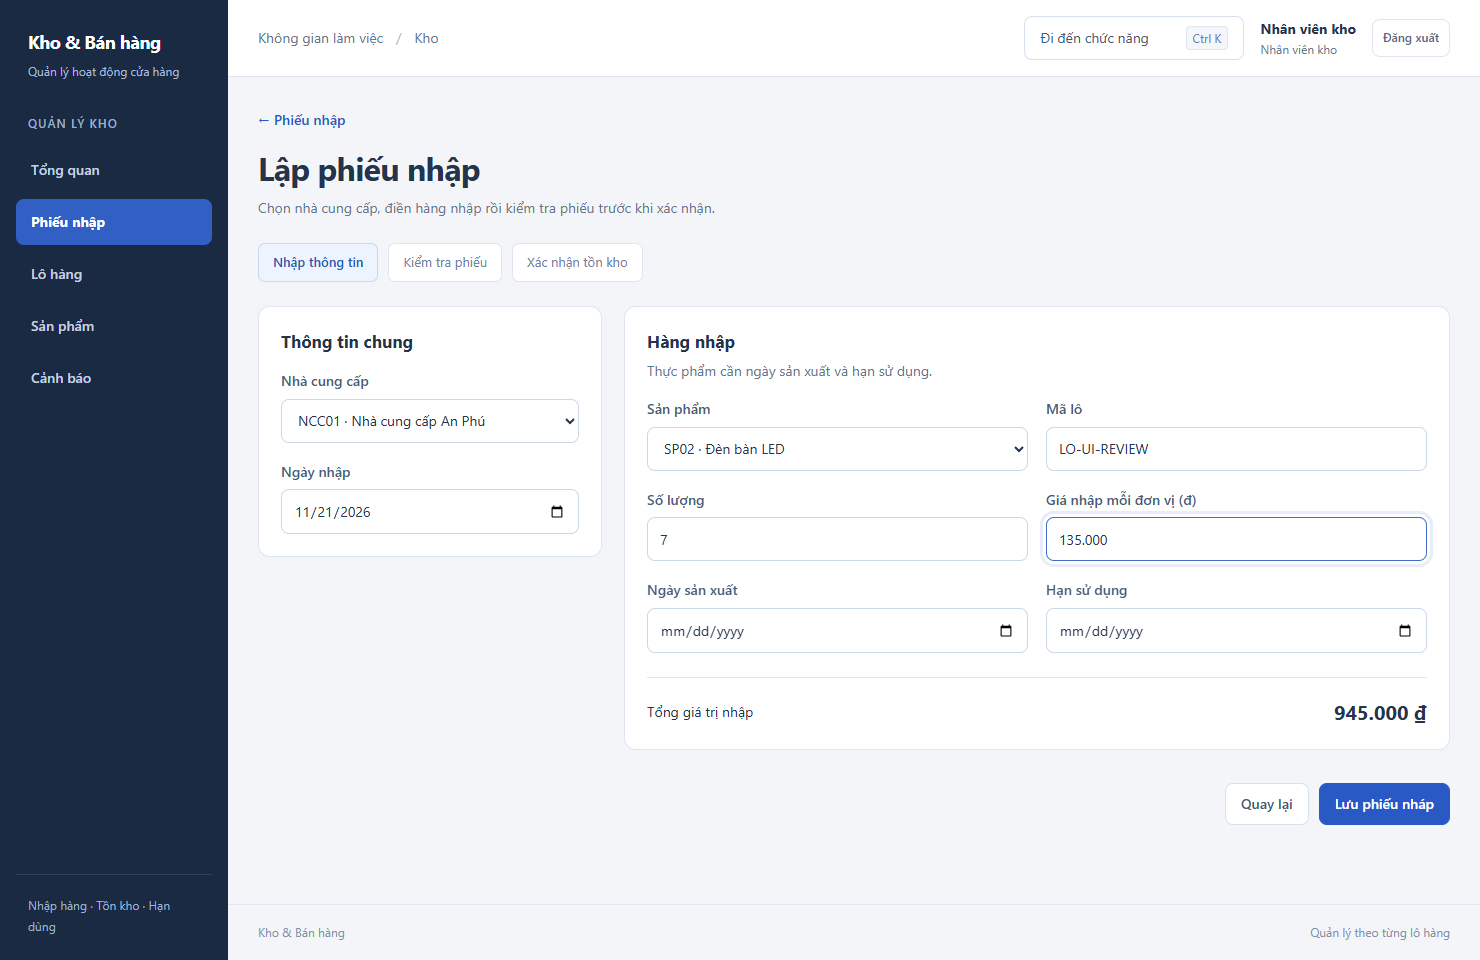 Kho & Bán hàng
Quản lý hoạt động cửa hàng
QUẢN LÝ KHO
Tổng quan
Phiếu nhập
Lô hàng
Sản phẩm
Cảnh báo
Nhập hàng · Tồn kho · Hạn
dùng
Không gian làm việc / Kho
Đi đến chức năng Ctrl K
Nhân viên kho
Nhân viên kho
Đăng xuất
← Phiếu nhập
Lập phiếu nhập
Chọn nhà cung cấp, điền hàng nhập rồi kiểm tra phiếu trước khi xác nhận.
Nhập thông tin
Kiểm tra phiếu
Xác nhận tồn kho
Thông tin chung
Nhà cung cấp
NCC01 · Nhà cung cấp An Phú
Ngày nhập
11/21/2026
Hàng nhập
Thực phẩm cần ngày sản xuất và hạn sử dụng.
Sản phẩm
SP02 · Đèn bàn LED
Mã lô
LO-UI-REVIEW
Số lượng
7
Giá nhập mỗi đơn vị (đ)
135.000
Ngày sản xuất
mm/dd/yyyy
Hạn sử dụng
mm/dd/yyyy
Tổng giá trị nhập
945.000 ₫
Quay lại
Lưu phiếu nháp
Kho & Bán hàng
Quản lý theo từng lô hàng